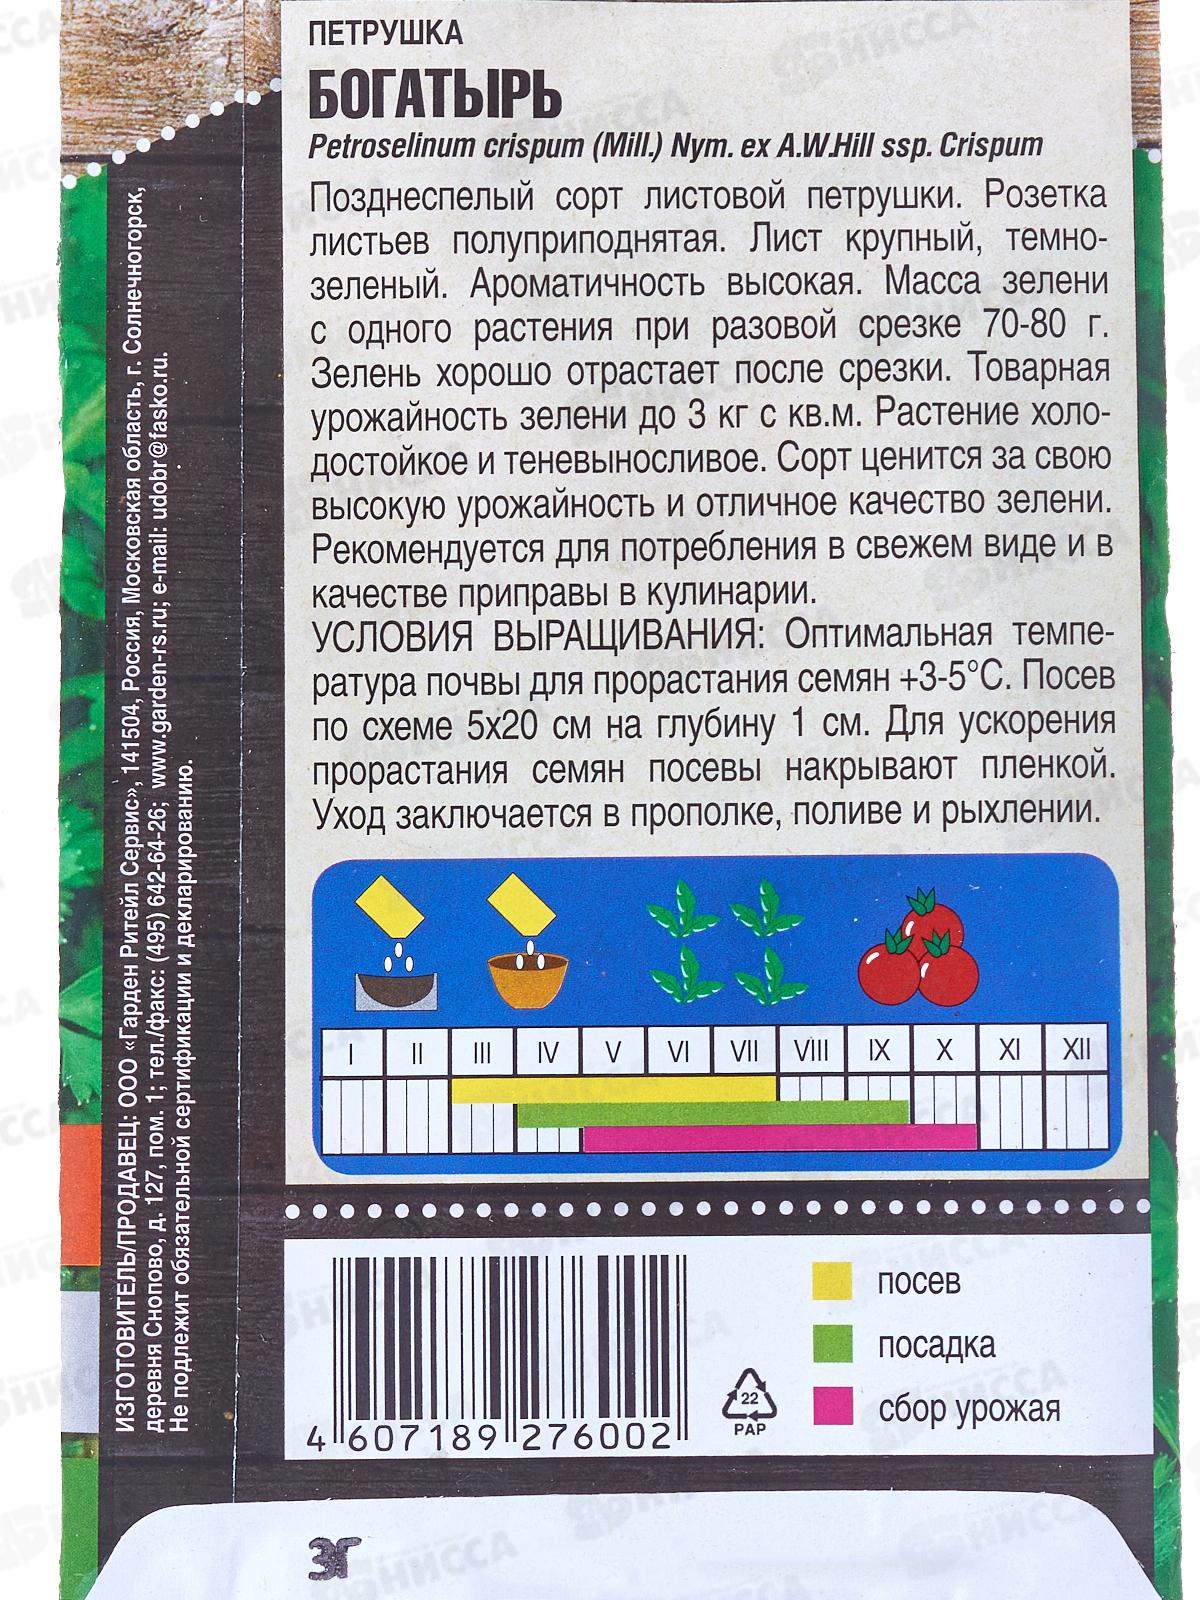 ПЕТРУШКА
БОГАТЫРЬ
Petroselinum crispum (Mill.) Nym. ex A.W.Hill ssp. Crispum
Позднеспелый сорт листовой петрушки. Розетка
листьев полуприподнятая. Лист крупный, темно-
зеленый. Ароматичность высокая. Масса зелени
с одного растения при разовой срезке 70-80 г.
Зелень хорошо отрастает после срезки. Товарная
урожайность зелени до 3 кг с кв.м. Растение холо-
достойкое и теневыносливое. Сорт ценится за свою
высокую урожайность и отличное качество зелени.
Рекомендуется для потребления в свежем виде и в
качестве приправы в кулинарии.
УСЛОВИЯ ВЫРАЩИВАНИЯ: Оптимальная темпе-
ратура почвы для прорастания семян +3-5°С. Посев
по схеме 5х20 см на глубину 1 см. Для ускорения
прорастания семян посевы накрывают пленкой.
Уход заключается в прополке, поливе и рыхлении.
I II III IV V VI VII VIII IX X XI XII
посев
посадка
сбор урожая
22
PAP
4 607189 276002
ЗГ
ИЗГОТОВИТЕЛЬ/ПРОДАВЕЦ: ООО «Гарден Ритейл Сервис», 141504, Россия, Московская область, г. Солнечногорск,
деревня Снопово, д. 127, пом. 1; тел./факс: (495) 642-64-26; www.garden-rs.ru; e-mail: udobr@fasko.ru.
Не подлежит обязательной сертификации и декларированию.
НИССА